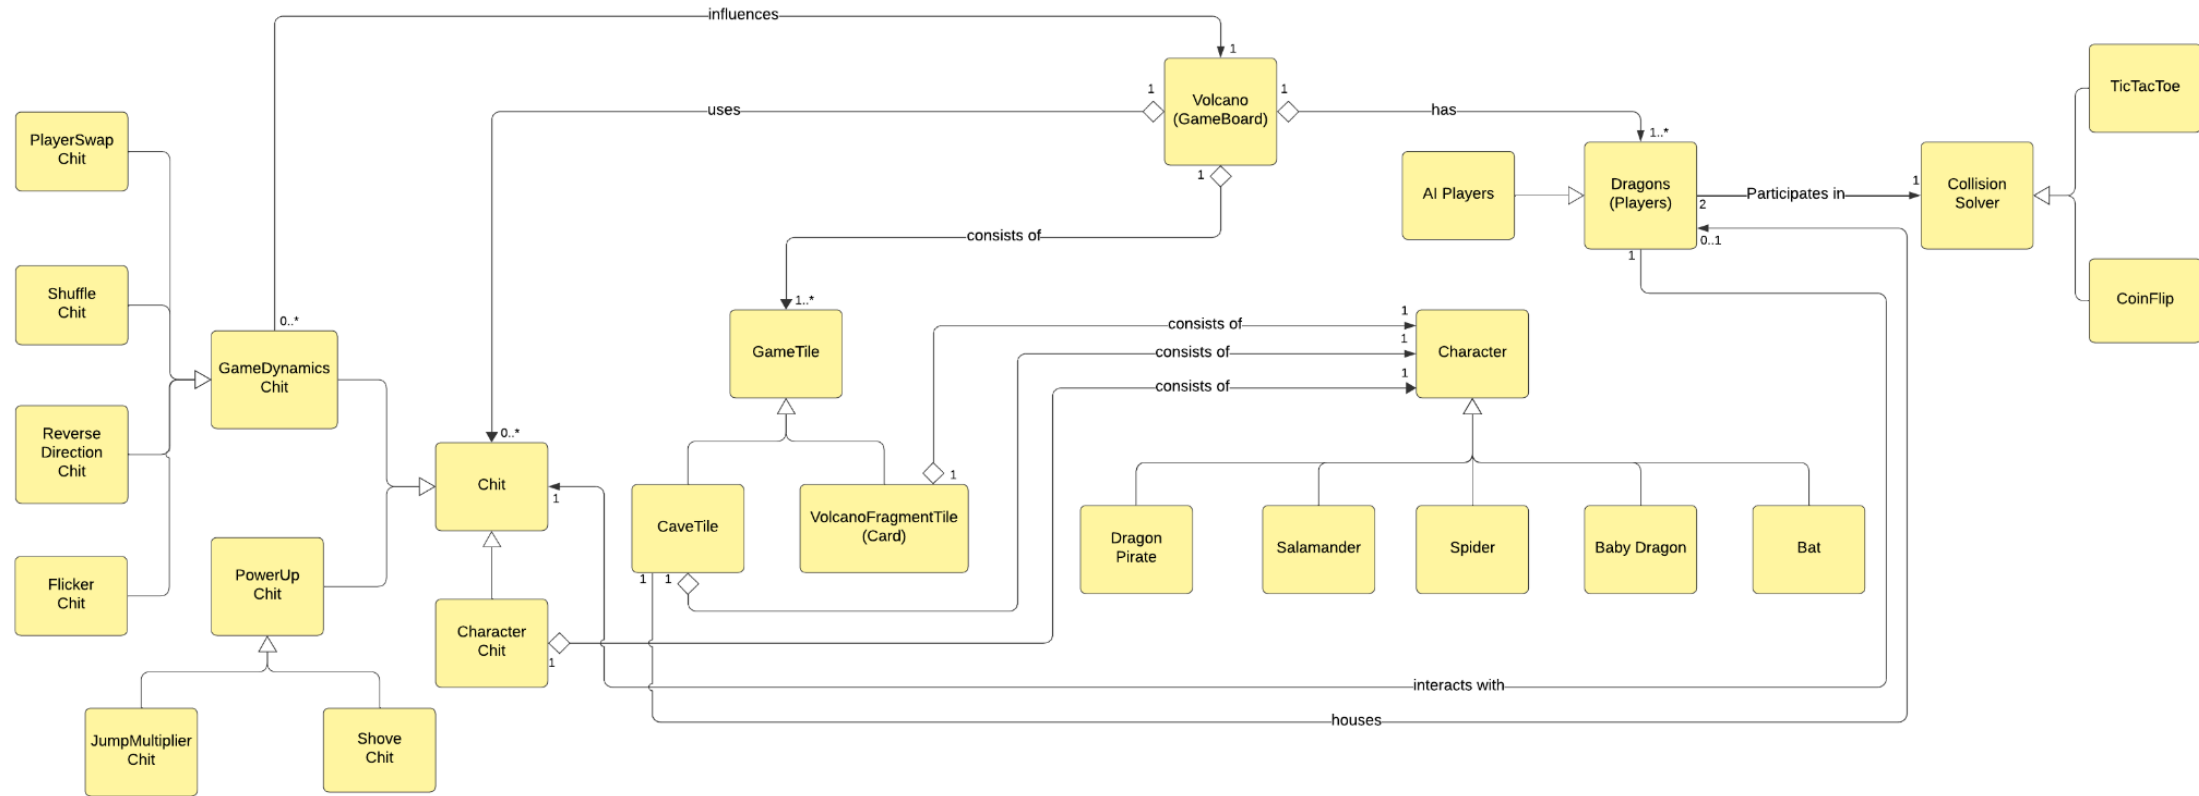 influences
1
uses
1
Volcano
(GameBoard)
1
has
1..*
TicTacToe
PlayerSwap
Chit
AI Players
Dragons
(Players)
2
Participates in
1
Collision
Solver
1
consists of
0..1
1
Shuffle
Chit
0..*
1..*
CoinFlip
GameDynamics
Chit
GameTile
consists of
1
consists of
1
consists of
1
Character
Reverse
Direction
Chit
0..*
Chit
1
CaveTile
VolcanoFragmentTile
(Card)
1
Dragon
Pirate
Salamander
Spider
Baby Dragon
Bat
Flicker
Chit
PowerUp
Chit
1
1
Character
Chit
1
interacts with
houses
JumpMultiplier
Chit
Shove
Chit